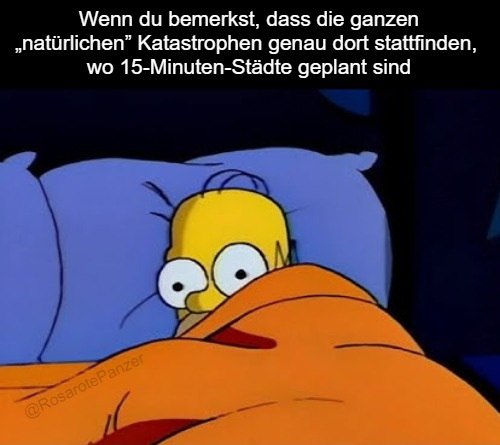 Wenn du bemerkst, dass die ganzen
„natürlichen” Katastrophen genau dort stattfinden,
wo 15-Minuten-Städte geplant sind
@RosarotePanzer